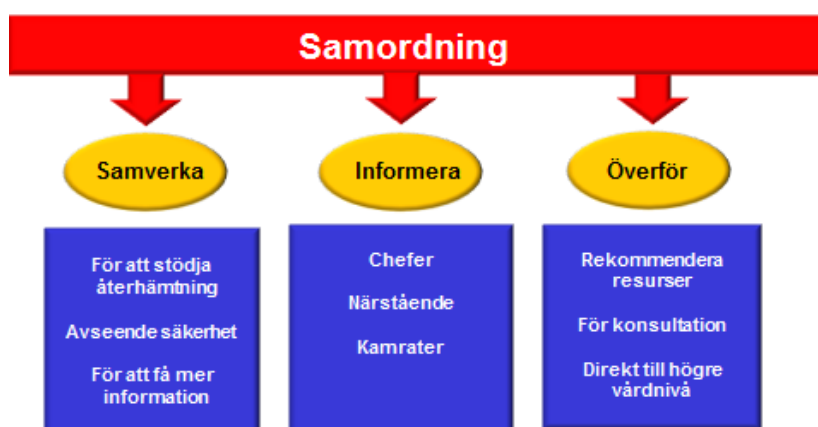 Samordning
Samverka
Informera
Överför
För att stödja
återhämtning
Avseende säkerhet
För att få mer
information
Chefer
Närstående
Kamrater
Rekommendera
resurser
För konsultation
Direkt till högre
vårdnivå